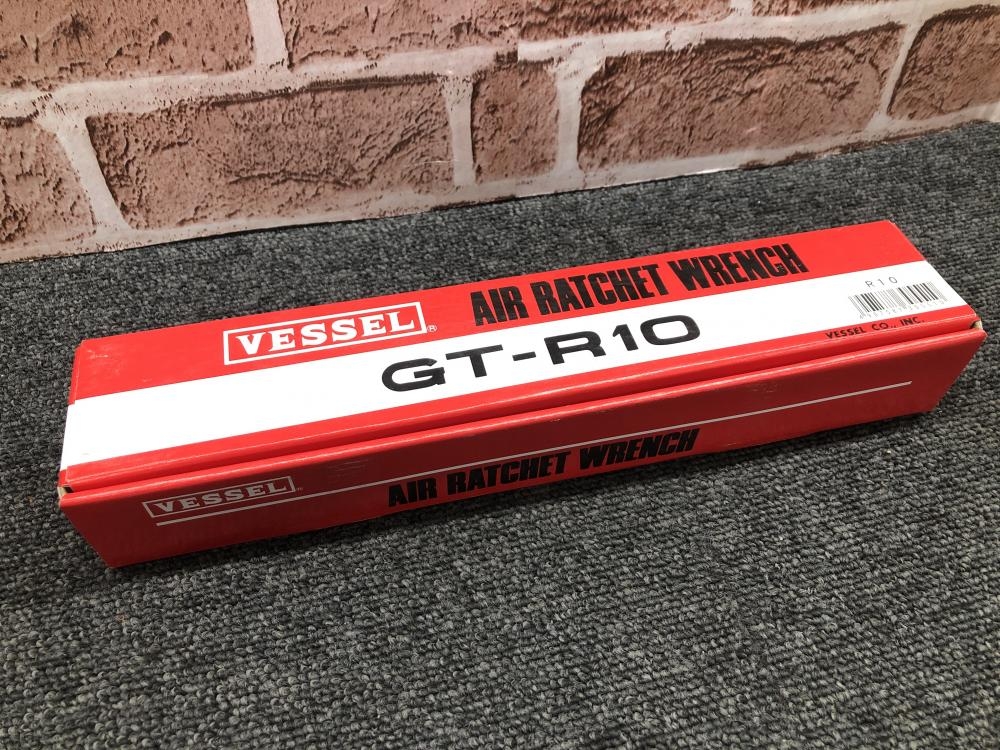 VESSEL®
AIR RATCHET WRENCH
GT-R10
R10
VESSEL CO., INC.
VESSEL
AIR RATCHET WRENCH